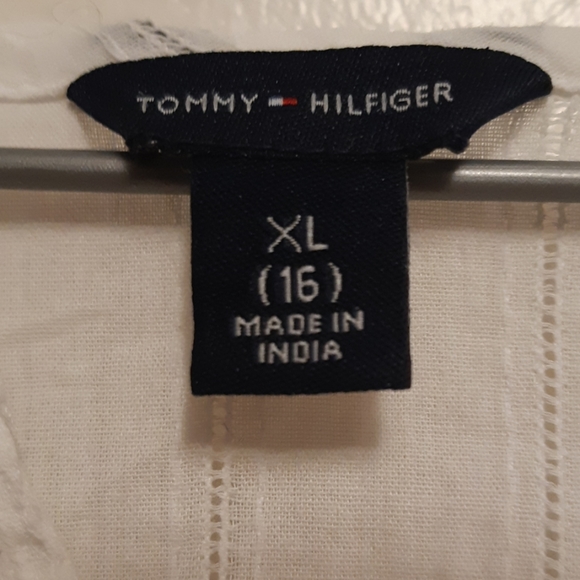 TOMMY HILFIGER
XL
(16)
MADE IN
INDIA